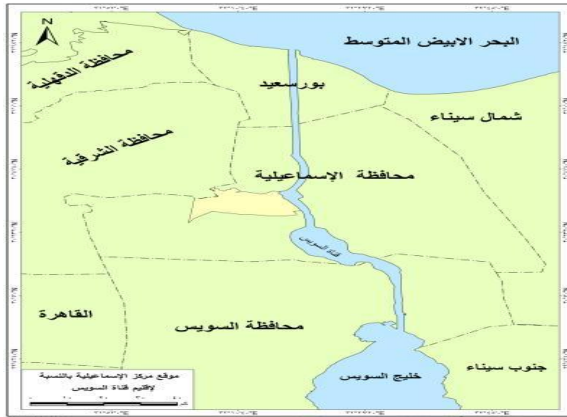 N
البحر الابيض المتوسط
محافظة الدقهلية
بورسعيد
شمال سيناء
محافظة الشرقية
محافظة الإسماعيلية
قناة السويس
القاهرة
محافظة السويس
خليج السويس
جنوب سيناء
موقع مركز الإسماعيلية بالنسبة
لإقليم قناة السويس